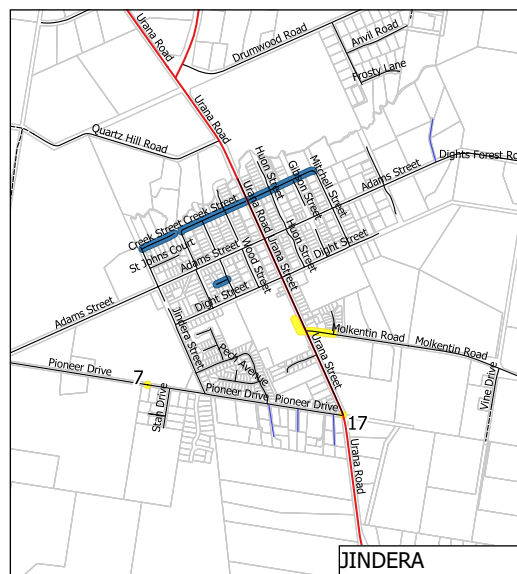 Anvil Road
Drumwood Road
Frosty Lane
Urana Road
Urana Road
Quartz Hill Road
Huon Street
Gibson Street
Mitchell Street
Adams Street
Dights Forest Ro
Creek Street
Creek Street
Urana Road
Urana Street
Huon Street
St Johns Court
Adams Street
Wood Street
Dight Street
Adams Street
Dight Street
Jindera Street
Peck Avenue
Urana Street
Molkentin Road
Molkentin Road
Pioneer Drive
7
Stan Drive
Pioneer Drive
Pioneer Drive
17
Vine Drive
Urana Road
JINDERA